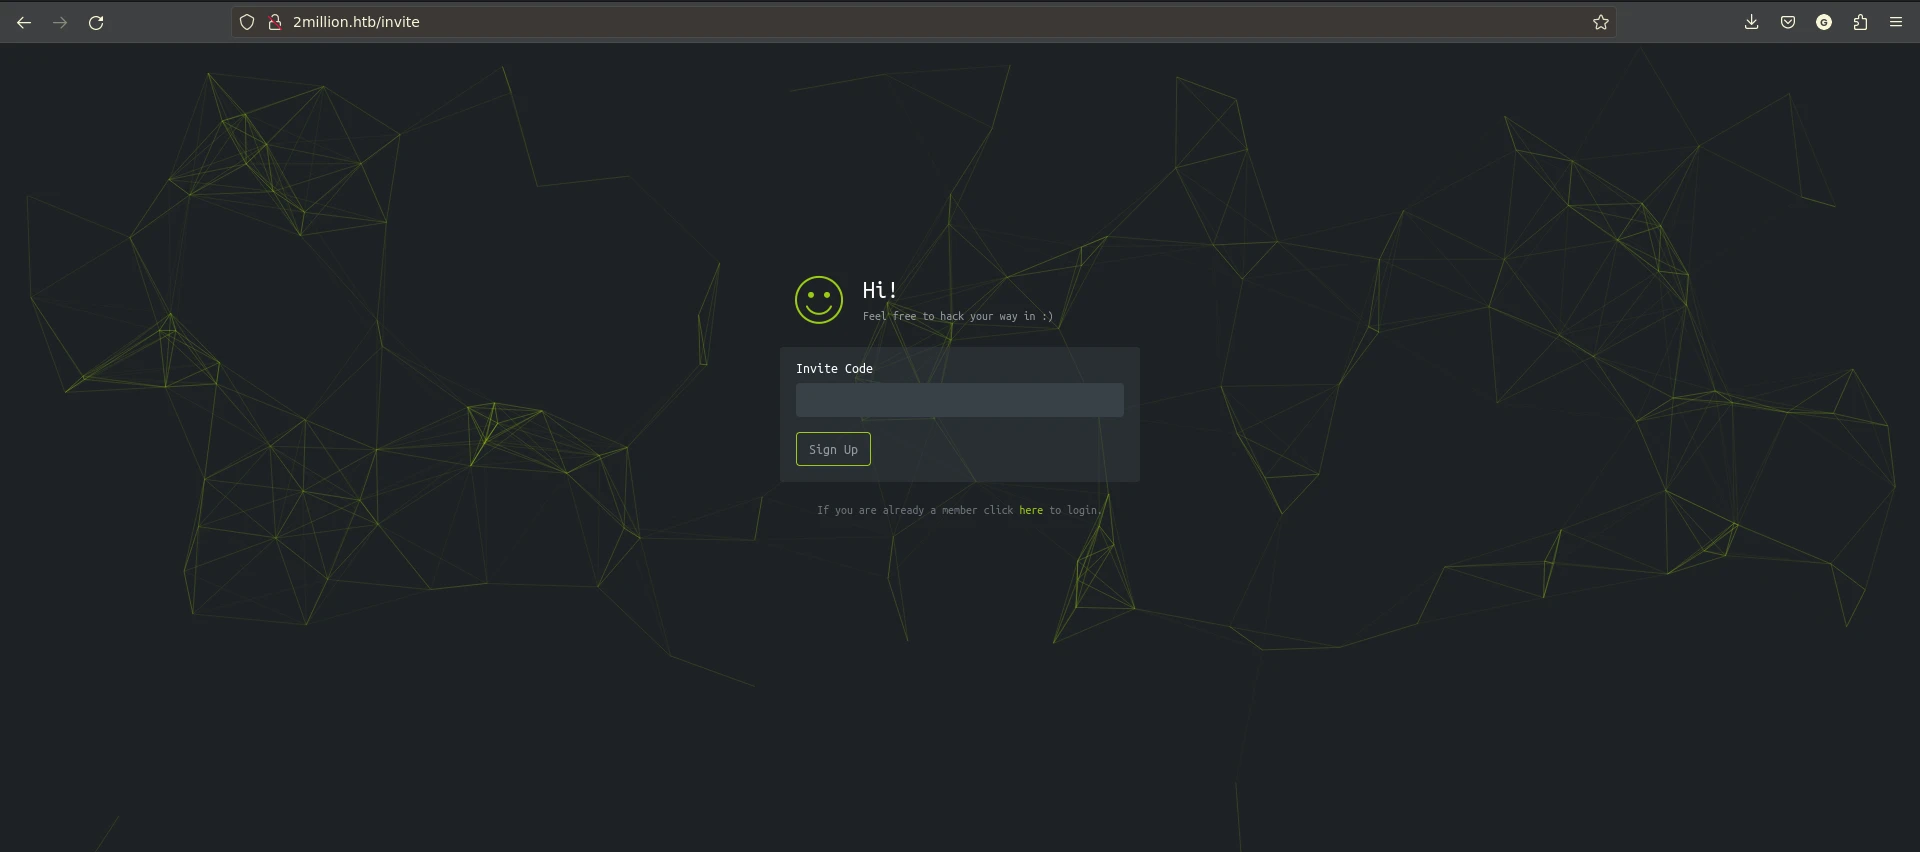 2million.htb/invite
G
Hi!
Feel free to hack your way in :)
Invite Code
Sign Up
If you are already a member click here to login.